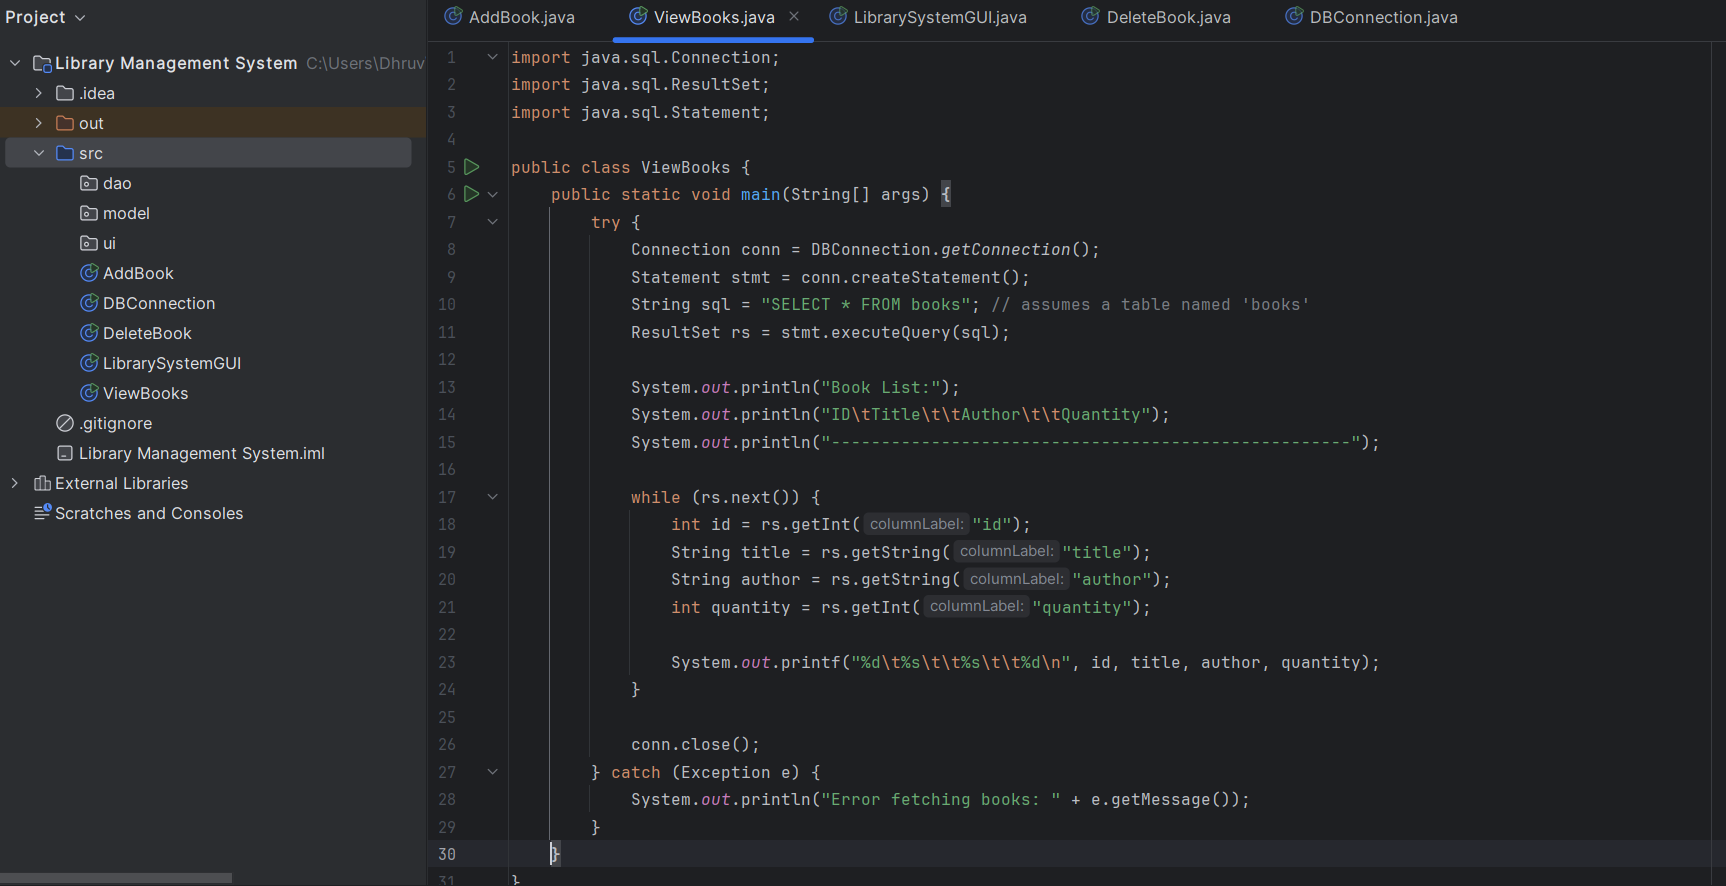 Project
Library Management System C:\Users\Dhruv
.idea
out
src
dao
model
ui
AddBook
DBConnection
DeleteBook
LibrarySystemGUI
ViewBooks
.gitignore
Library Management System.iml
External Libraries
Scratches and Consoles
AddBook.java ViewBooks.java LibrarySystemGUI.java DeleteBook.java DBConnection.java
1 import java.sql.Connection;
2 import java.sql.ResultSet;
3 import java.sql.Statement;
4
5 public class ViewBooks {
6 public static void main(String[] args) {
7 try {
8 Connection conn = DBConnection.getConnection();
9 Statement stmt = conn.createStatement();
10 String sql = "SELECT * FROM books"; // assumes a table named 'books'
11 ResultSet rs = stmt.executeQuery(sql);
12
13 System.out.println("Book List:");
14 System.out.println("ID\tTitle\t\tAuthor\t\tQuantity");
15 System.out.println("----------------------------------------------------");
16
17 while (rs.next()) {
18 int id = rs.getInt( columnLabel: "id");
19 String title = rs.getString( columnLabel: "title");
20 String author = rs.getString( columnLabel: "author");
21 int quantity = rs.getInt( columnLabel: "quantity");
22
23 System.out.printf("%d\t%s\t\t%s\t\t%d\n", id, title, author, quantity);
24 }
25
26 conn.close();
27 } catch (Exception e) {
28 System.out.println("Error fetching books: " + e.getMessage());
29 }
30 }
31 }